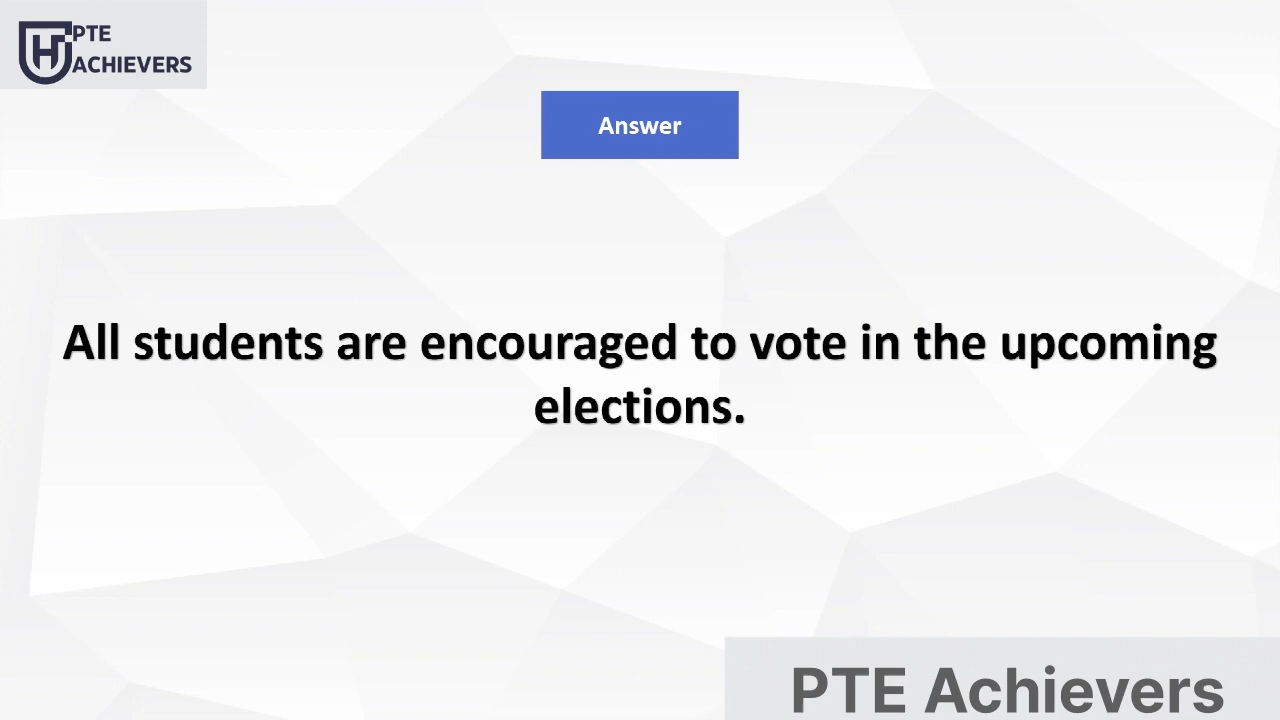 PTE
ACHIEVERS
Answer
All students are encouraged to vote in the upcoming
elections.
PTE Achievers